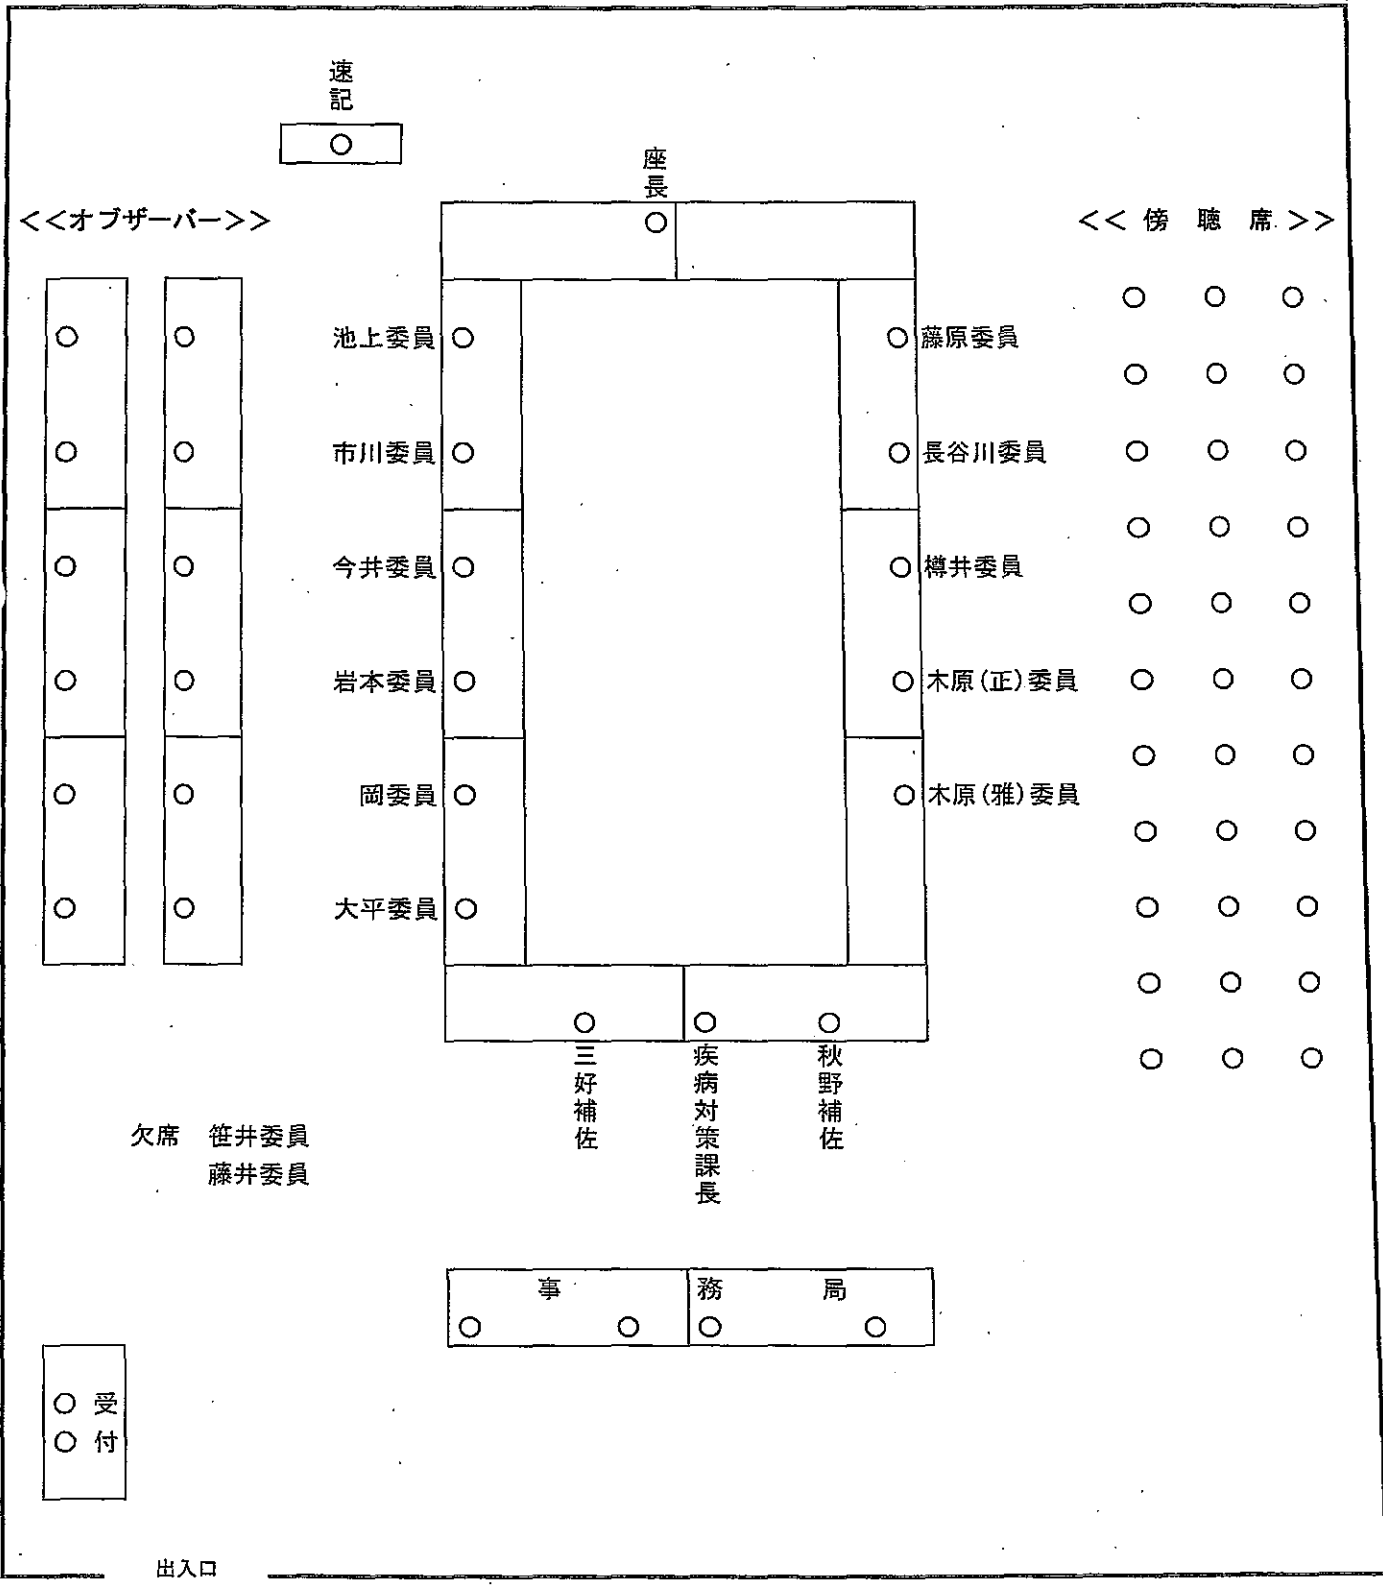 速記
座長
<<オブザーバー>>
<< 傍 聴 席 >>
池上委員
藤原委員
市川委員
長谷川委員
今井委員
樽井委員
岩本委員
木原(正)委員
岡委員
木原(雅)委員
大平委員
三好補佐
疾病対策課長
秋野補佐
欠席 笹井委員
藤井委員
事務局
受付
出入口